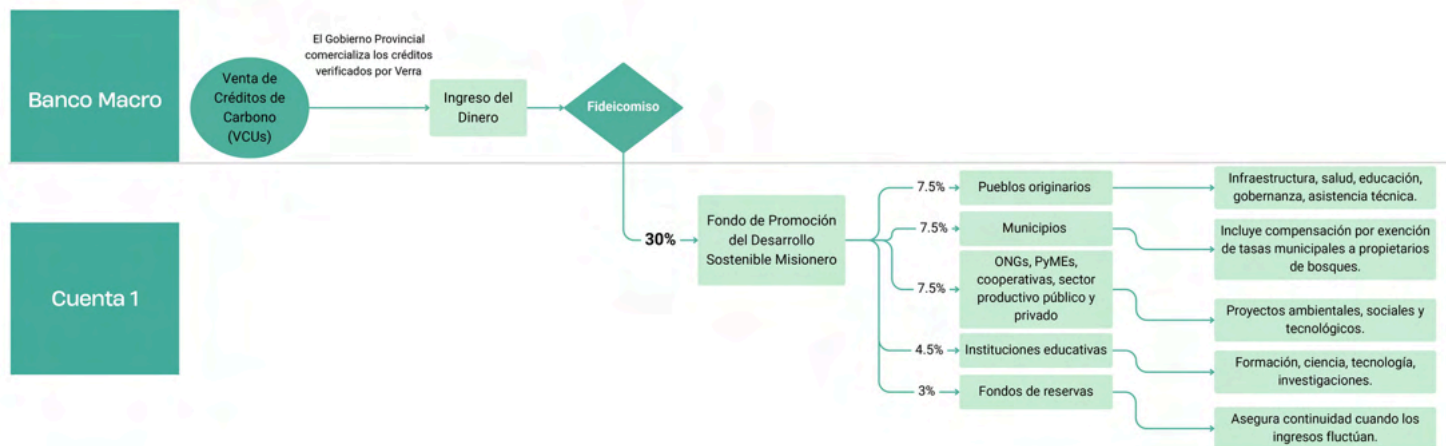 Banco Macro
El Gobierno Provincial
comercializa los créditos
verificados por Verra
Venta de
Créditos de
Carbono
(VCUs)
Ingreso del
Dinero
Fideicomiso
Cuenta 1
30%
Fondo de Promoción
del Desarrollo
Sostenible Misionero
7.5%
Pueblos originarios
Infraestructura, salud, educación,
gobernanza, asistencia técnica.
7.5%
Municipios
Incluye compensación por exención
de tasas municipales a propietarios
de bosques.
7.5%
ONGs, PyMEs,
cooperativas, sector
productivo público y
privado
Proyectos ambientales, sociales y
tecnológicos.
4.5%
Instituciones educativas
Formación, ciencia, tecnología,
investigaciones.
3%
Fondos de reservas
Asegura continuidad cuando los
ingresos fluctúan.